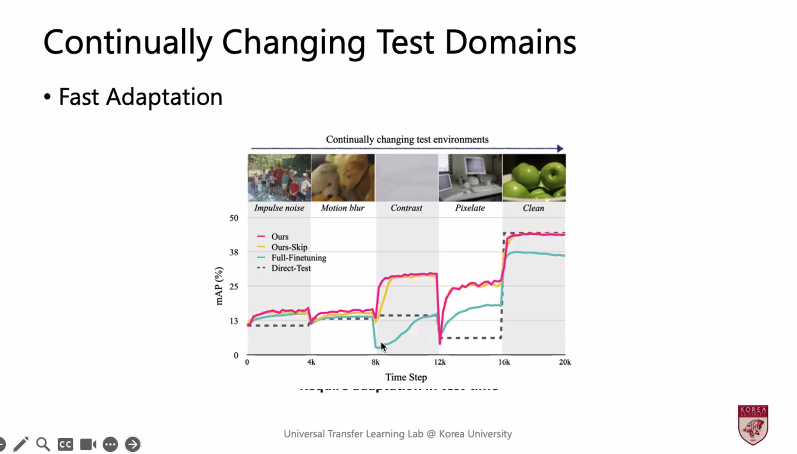 Continually Changing Test Domains
• Fast Adaptation
Continually changing test environments
Impulse noise Motion blur Contrast Pixelate Clean
mAP (%)
50
38
25
13
0
Ours
Ours-Skip
Full-Finetuning
Direct-Test
0 4k 8k 12k 16k 20k
Time Step
Universal Transfer Learning Lab @ Korea University
KOREA
CC